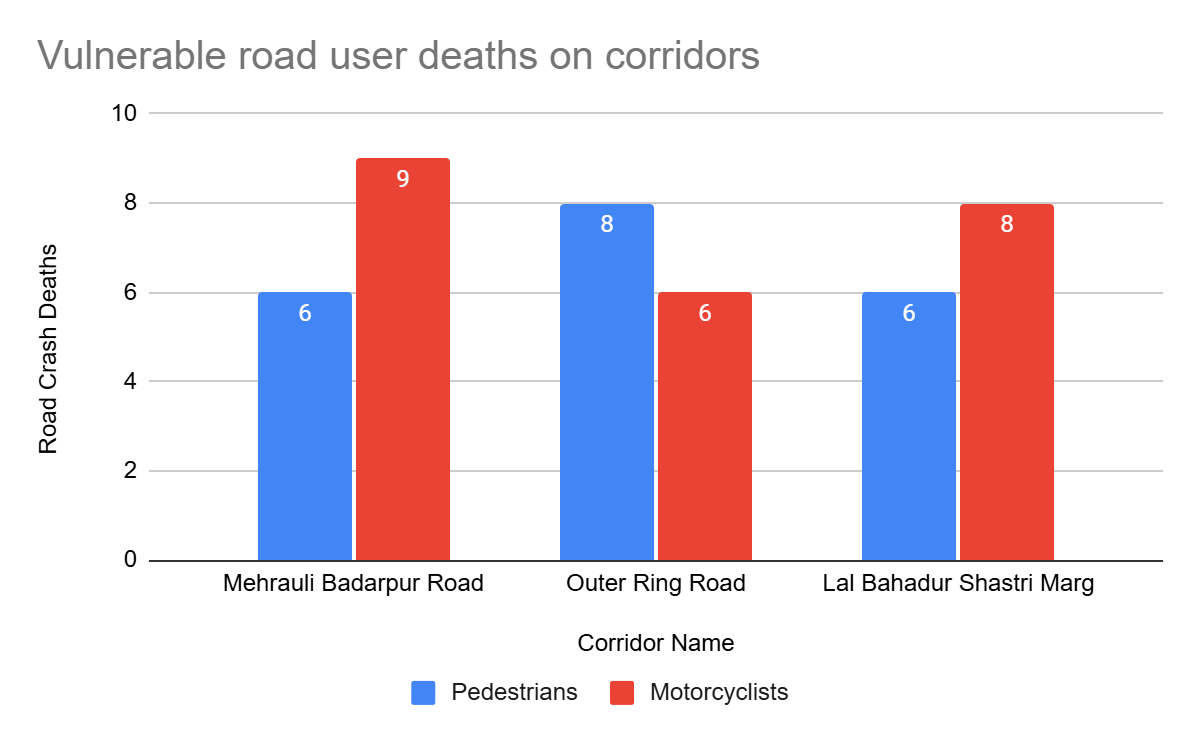 Vulnerable road user deaths on corridors
Road Crash Deaths
10
8
6
4
2
0
6
9
8
6
6
8
Mehrauli Badarpur Road
Outer Ring Road
Lal Bahadur Shastri Marg
Corridor Name
Pedestrians
Motorcyclists